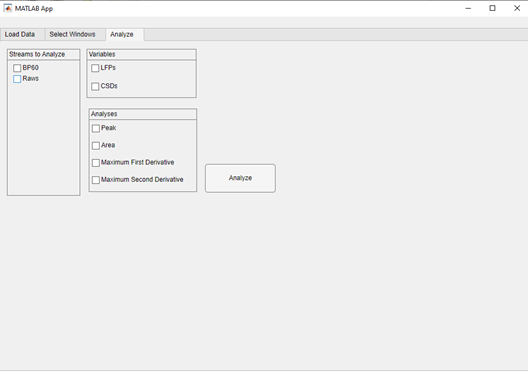 MATLAB App
Load Data Select Windows Analyze
Streams to Analyze
BP60
Raws
Variables
LFPs
CSDs
Analyses
Peak
Area
Maximum First Derivative
Maximum Second Derivative
Analyze